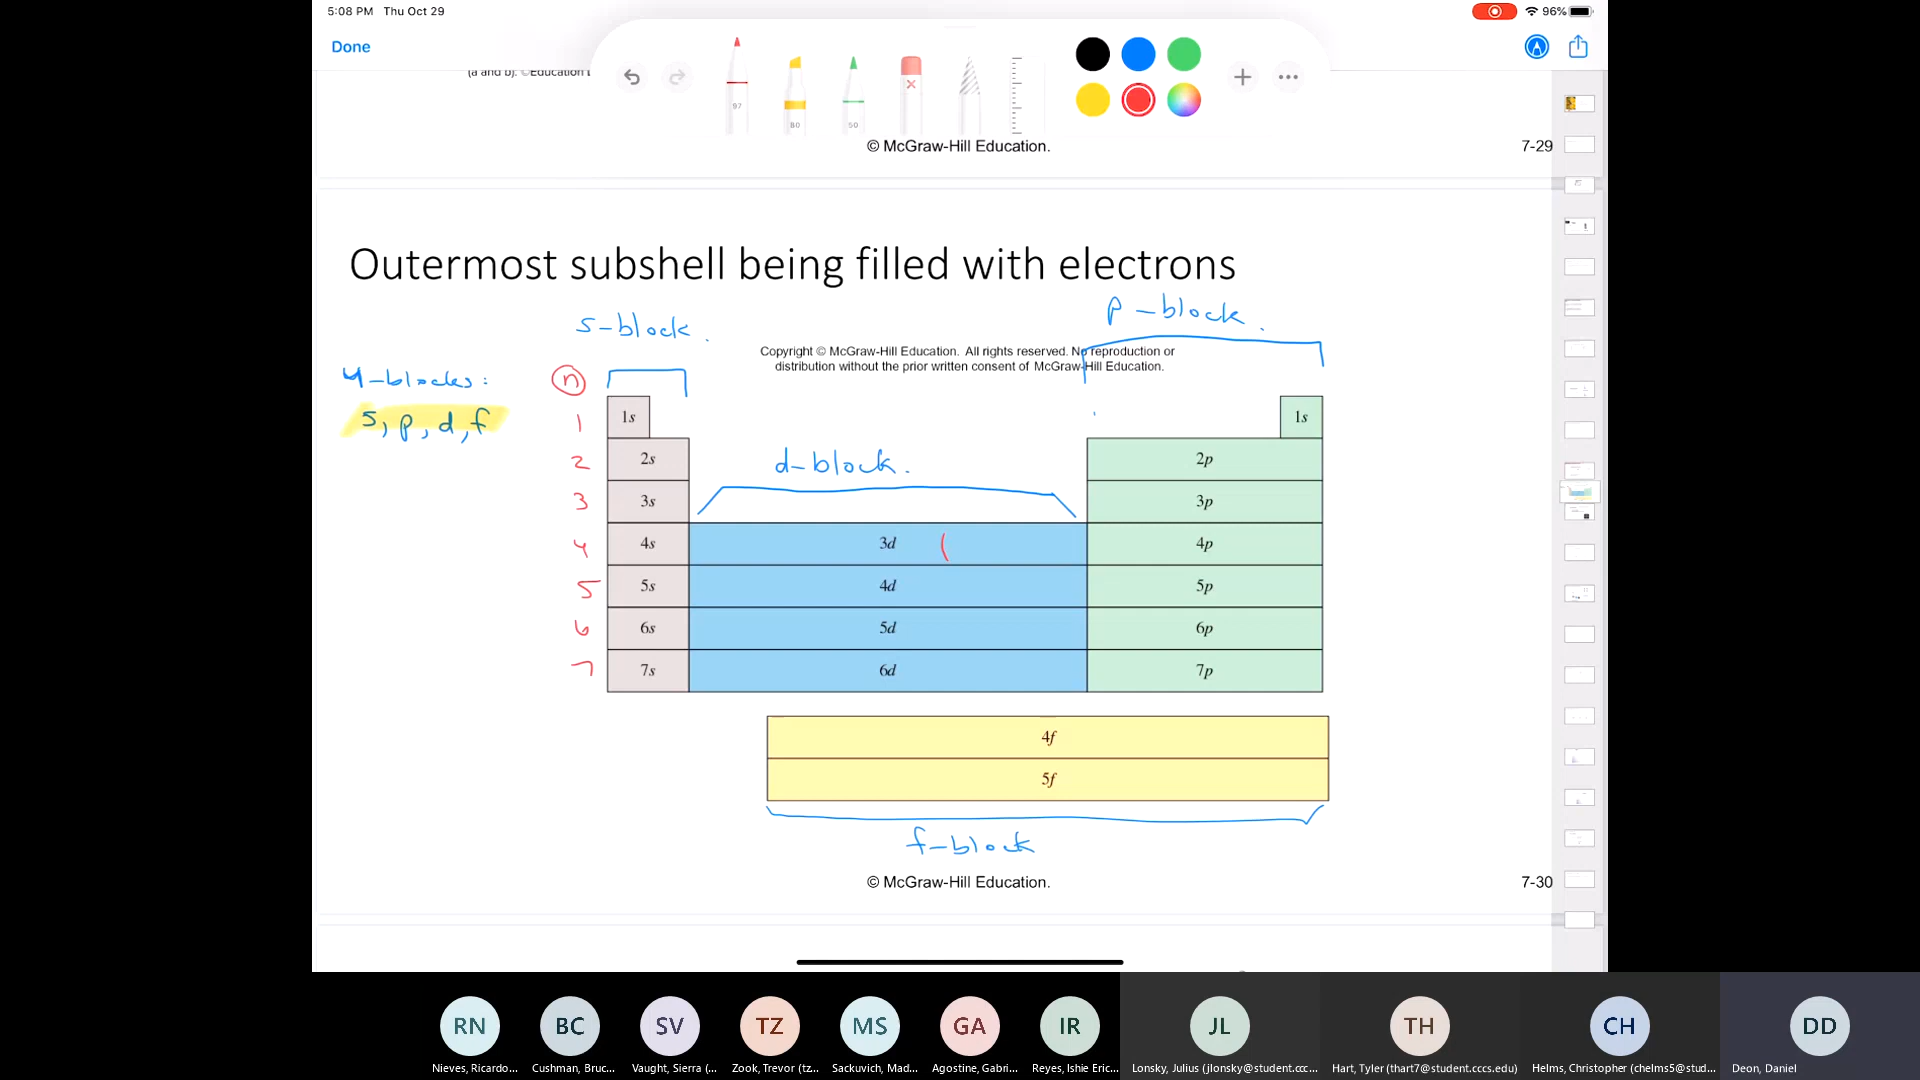 5:08 PM Thu Oct 29
96%
Done
97
80
50
© McGraw-Hill Education.
7-29
Outermost subshell being filled with electrons
s-block.
p-block.
Copyright © McGraw-Hill Education. All rights reserved. No reproduction or
distribution without the prior written consent of McGraw-Hill Education.
4-blocks:
s, p, d, f
n
1
1s
1s
2
2s
d-block.
2p
3
3s
3p
4
4s
3d (
4p
5
5s
4d
5p
6
6s
5d
6p
7
7s
6d
7p
4f
5f
f-block
© McGraw-Hill Education.
7-30
RN
BC
SV
TZ
MS
GA
IR
JL
TH
CH
DD
Nieves, Ricardo...
Cushman, Bruc...
Vaught, Sierra (...
Zook, Trevor (tz...
Sackuvich, Mad...
Agostine, Gabri...
Reyes, Ishie Eric...
Lonsky, Julius (jlonsky@student.ccc...
Hart, Tyler (thart7@student.cccs.edu)
Helms, Christopher (chelms5@stud...
Deon, Daniel